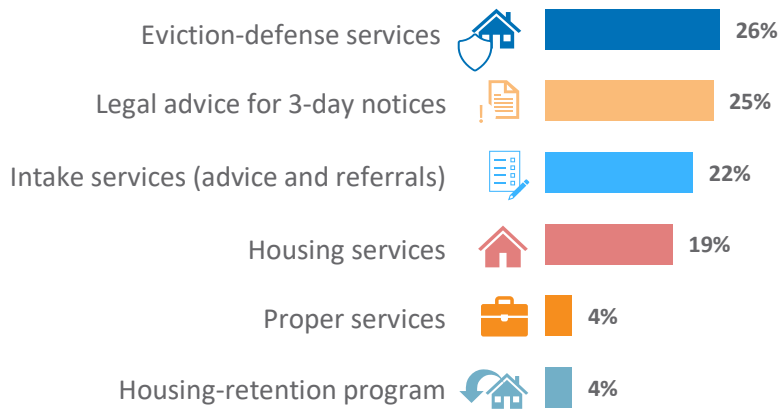 Eviction-defense services 26%
Legal advice for 3-day notices 25%
Intake services (advice and referrals) 22%
Housing services 19%
Proper services 4%
Housing-retention program 4%